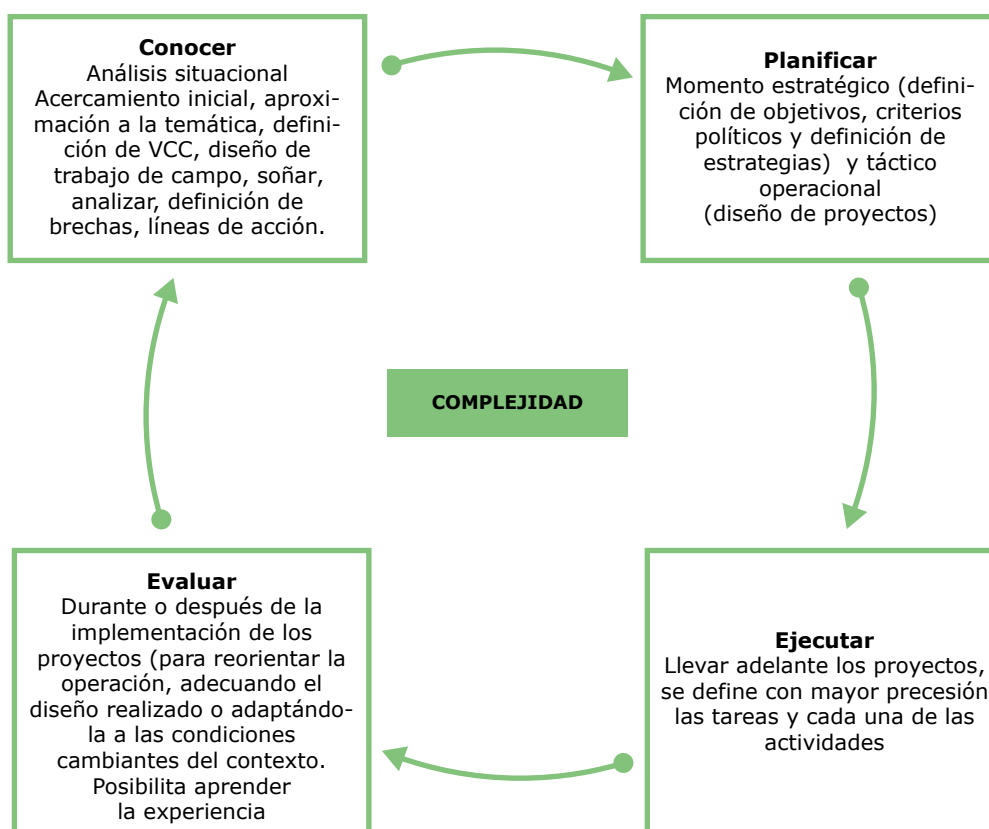 Conocer
Análisis situacional
Acercamiento inicial, aproxi-
mación a la temática, defini-
ción de VCC, diseño de
trabajo de campo, soñar,
analizar, definición de
brechas, líneas de acción.
Planificar
Momento estratégico (defini-
ción de objetivos, criterios
políticos y definición de
estrategias)  y táctico
operacional
(diseño de proyectos)
COMPLEJIDAD
Evaluar
Durante o después de la
implementación de los
proyectos (para reorientar la
operación, adecuando el
diseño realizado o adaptándo-
la a las condiciones
cambiantes del contexto.
Posibilita aprender
la experiencia
Ejecutar
Llevar adelante los proyectos,
se define con mayor precesión
las tareas y cada una de las
actividades